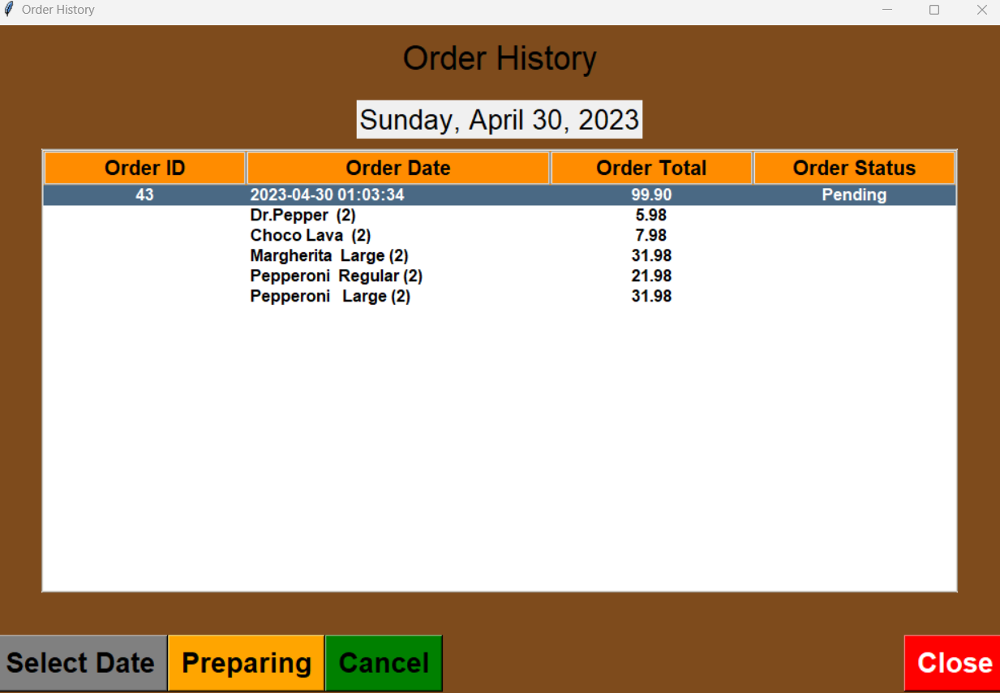 Order History
Order History
Sunday, April 30, 2023
Order ID Order Date Order Total Order Status
43 2023-04-30 01:03:34 99.90 Pending
Dr.Pepper (2) 5.98
Choco Lava (2) 7.98
Margherita Large (2) 31.98
Pepperoni Regular (2) 21.98
Pepperoni Large (2) 31.98
Select Date Preparing Cancel Close